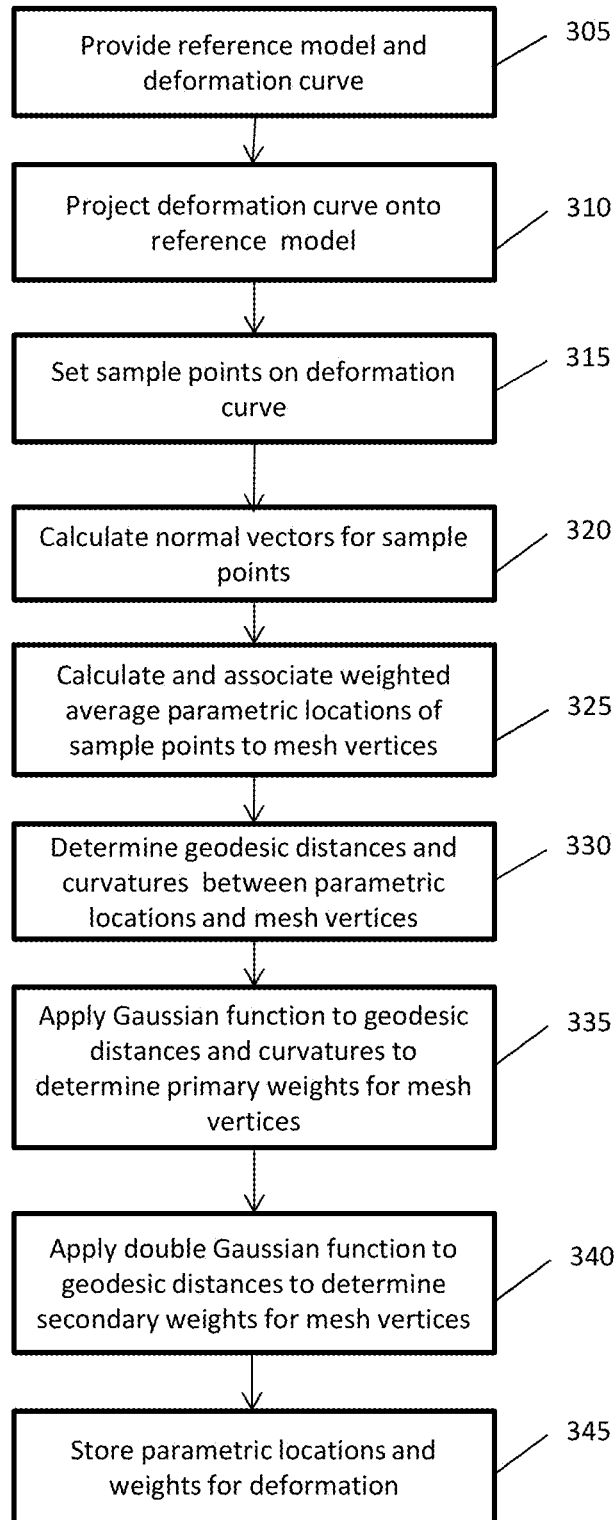 Provide reference model and
deformation curve
305
Project deformation curve onto
reference model
310
Set sample points on deformation
curve
315
Calculate normal vectors for sample
points
320
Calculate and associate weighted
average parametric locations of
sample points to mesh vertices
325
Determine geodesic distances and
curvatures between parametric
locations and mesh vertices
330
Apply Gaussian function to geodesic
distances and curvatures to
determine primary weights for mesh
vertices
335
Apply double Gaussian function to
geodesic distances to determine
secondary weights for mesh vertices
340
Store parametric locations and
weights for deformation
345